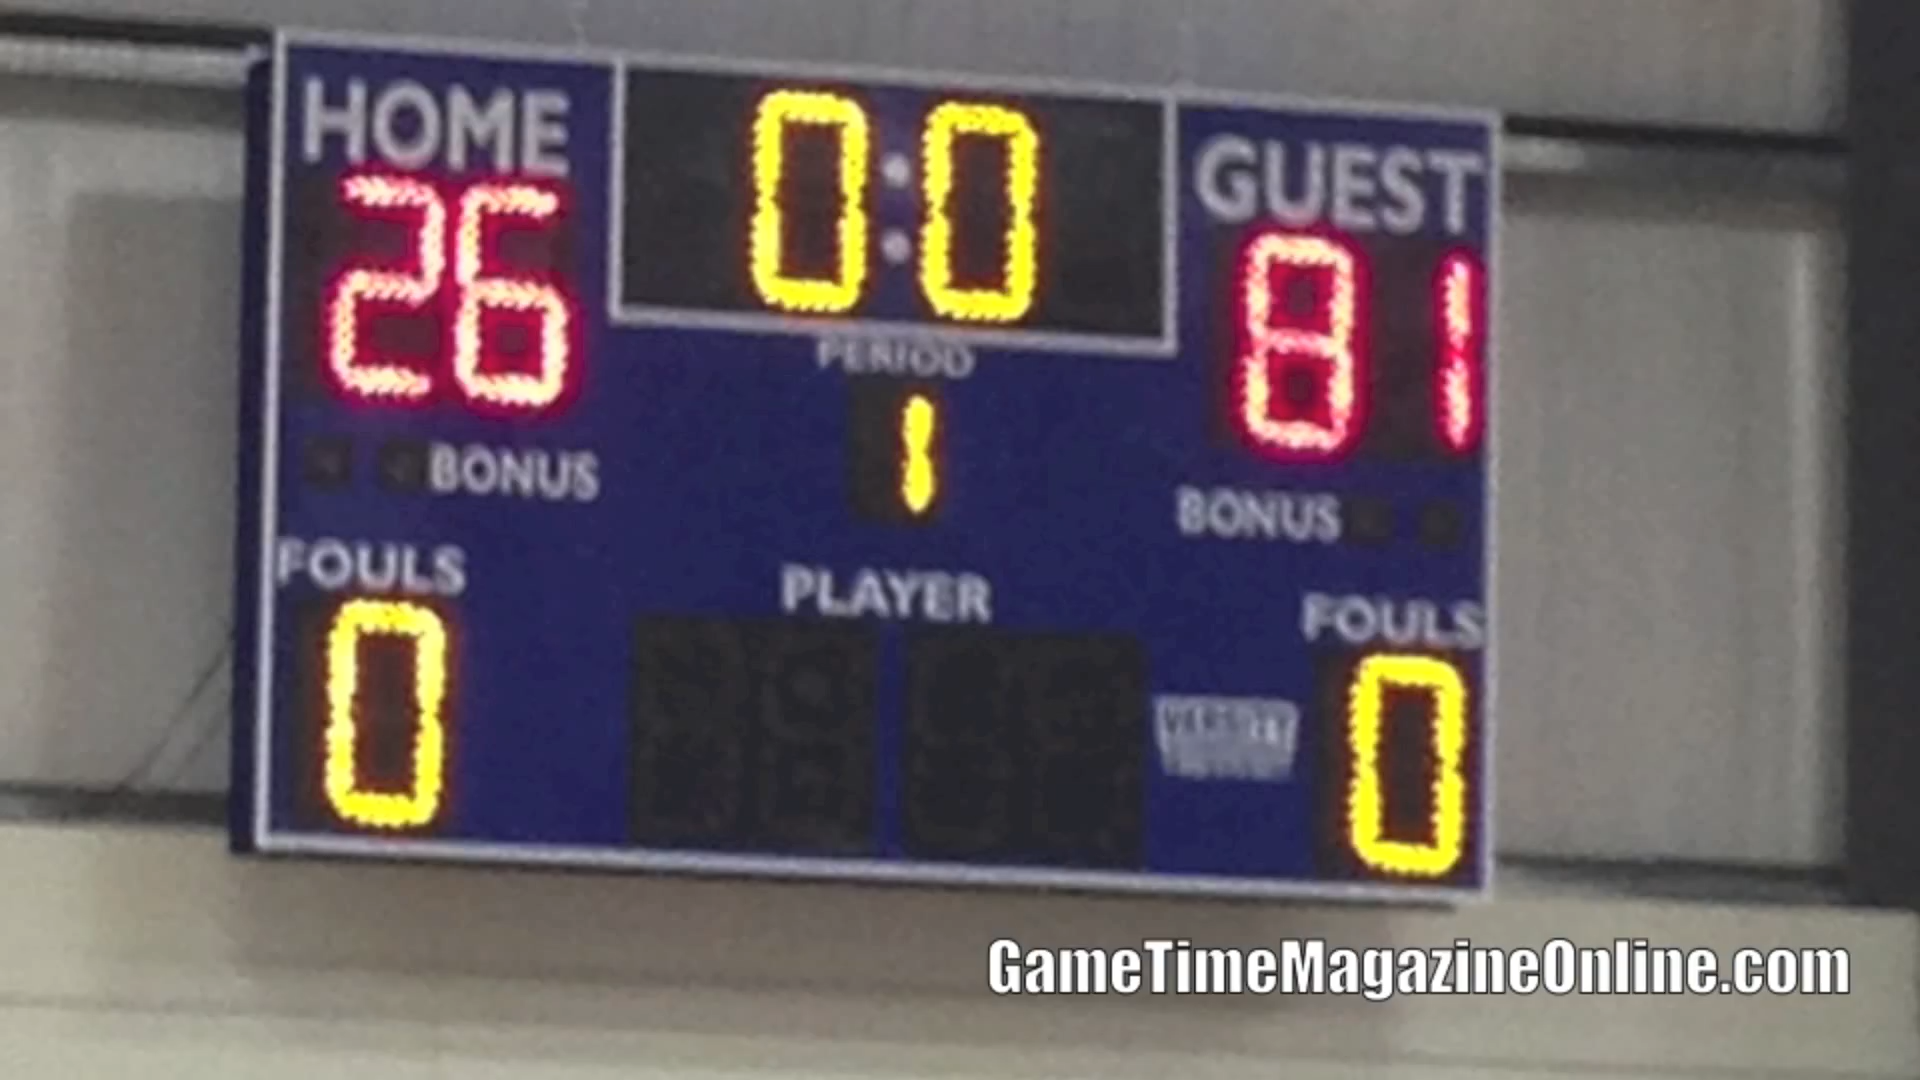 HOME
0:0
GUEST
26
81
PERIOD
1
BONUS
BONUS
FOULS
PLAYER
FOULS
0
0
GameTimeMagazineOnline.com